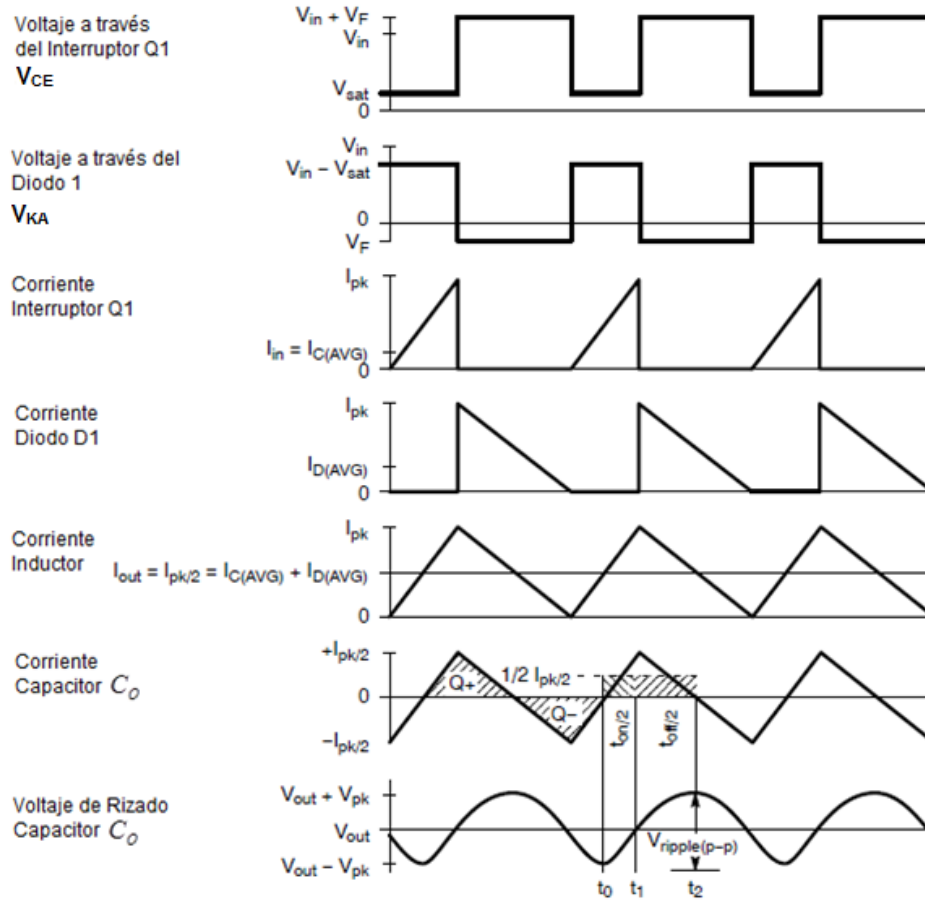 Voltaje a través
del Interruptor Q1
VCE
Vin + VF
Vin
Vsat
0
Voltaje a través del
Diodo 1
VKA
Vin
Vin − Vsat
0
VF
Corriente
Interruptor Q1
Ipk
Iin = IC(AVG)
0
Corriente
Diodo D1
Ipk
ID(AVG)
0
Corriente
Inductor
Ipk
Iout = Ipk/2 = IC(AVG) + ID(AVG)
0
Corriente
Capacitor CO
+Ipk/2
0
−Ipk/2
Q+
1/2 Ipk/2
Q−
ton/2
toff/2
Voltaje de Rizado
Capacitor CO
Vout + Vpk
Vout
Vout − Vpk
Vripple(p−p)
t0
t1
t2